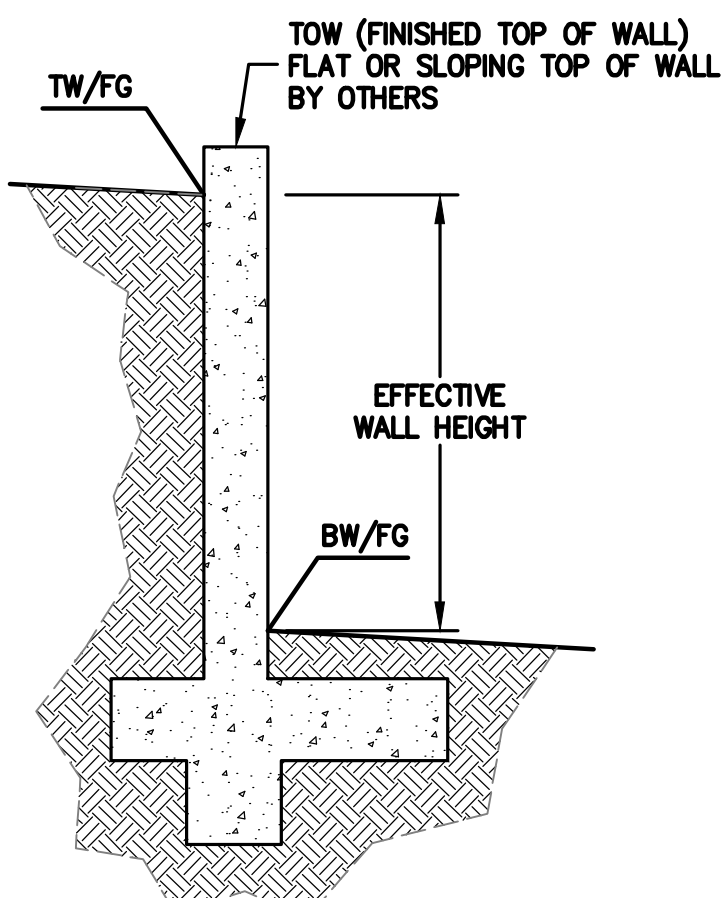 TOW (FINISHED TOP OF WALL)
FLAT OR SLOPING TOP OF WALL
BY OTHERS
TW/FG
EFFECTIVE
WALL HEIGHT
BW/FG